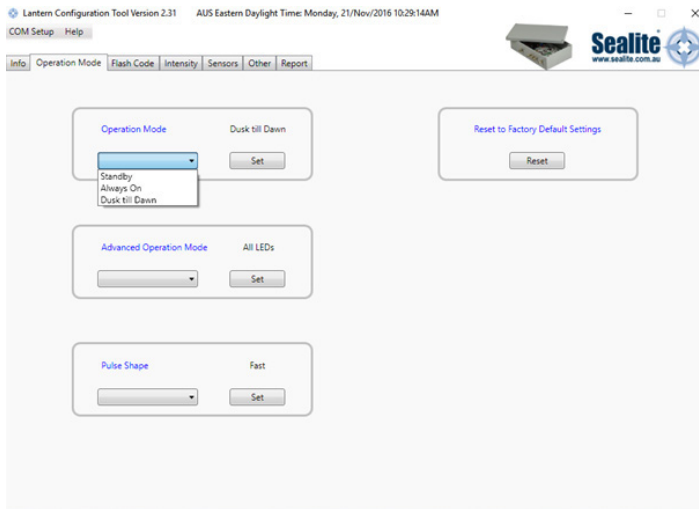 Lantern Configuration Tool Version 2.31 AUS Eastern Daylight Time: Monday, 21/Nov/2016 10:29:14AM
COM Setup Help
Sealite
www.sealite.com.au
Info Operation Mode Flash Code Intensity Sensors Other Report
Operation Mode Dusk till Dawn
Set
Standby
Always On
Dusk till Dawn
Reset to Factory Default Settings
Reset
Advanced Operation Mode All LEDs
Set
Pulse Shape Fast
Set